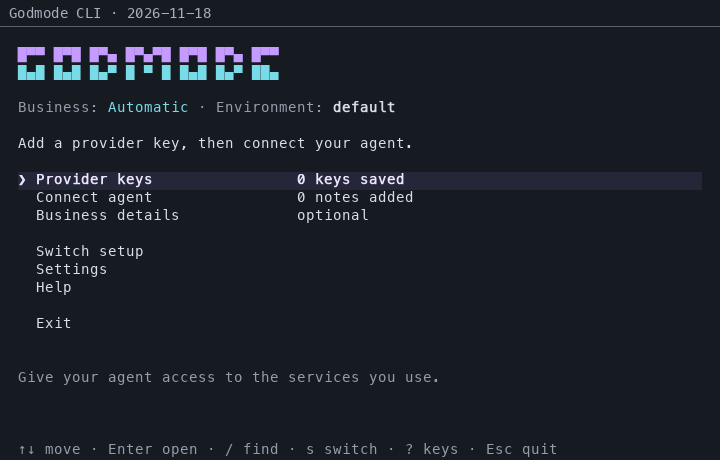 Godmode CLI · 2026-11-18
GODMODE
Business: Automatic · Environment: default
Add a provider key, then connect your agent.
❯ Provider keys 0 keys saved
Connect agent 0 notes added
Business details optional
Switch setup
Settings
Help
Exit
Give your agent access to the services you use.
↑↓ move · Enter open · / find · s switch · ? keys · Esc quit